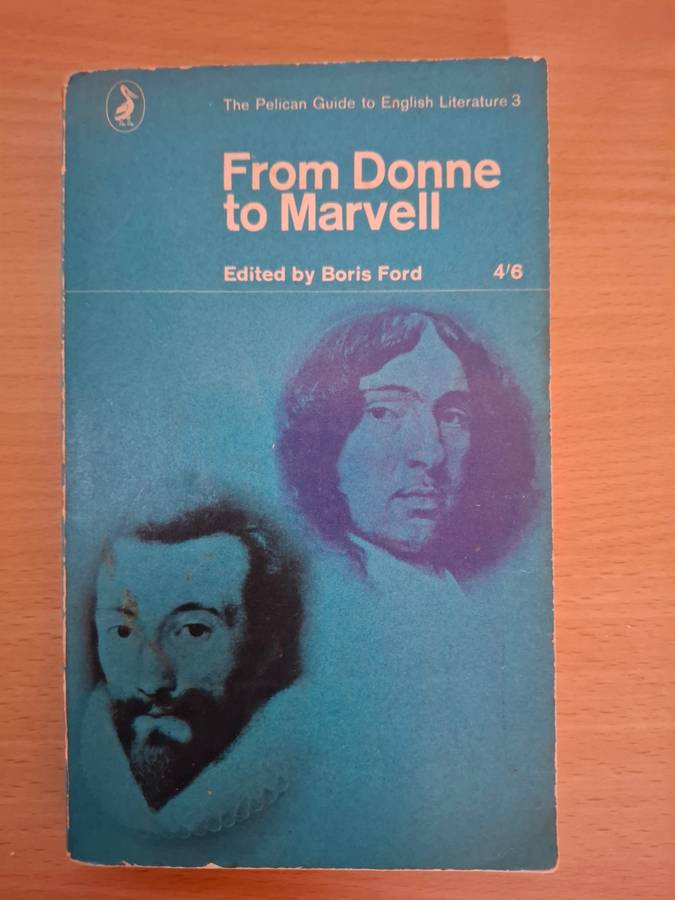 The Pelican Guide to English Literature 3
From Donne
to Marvell
Edited by Boris Ford 4/6